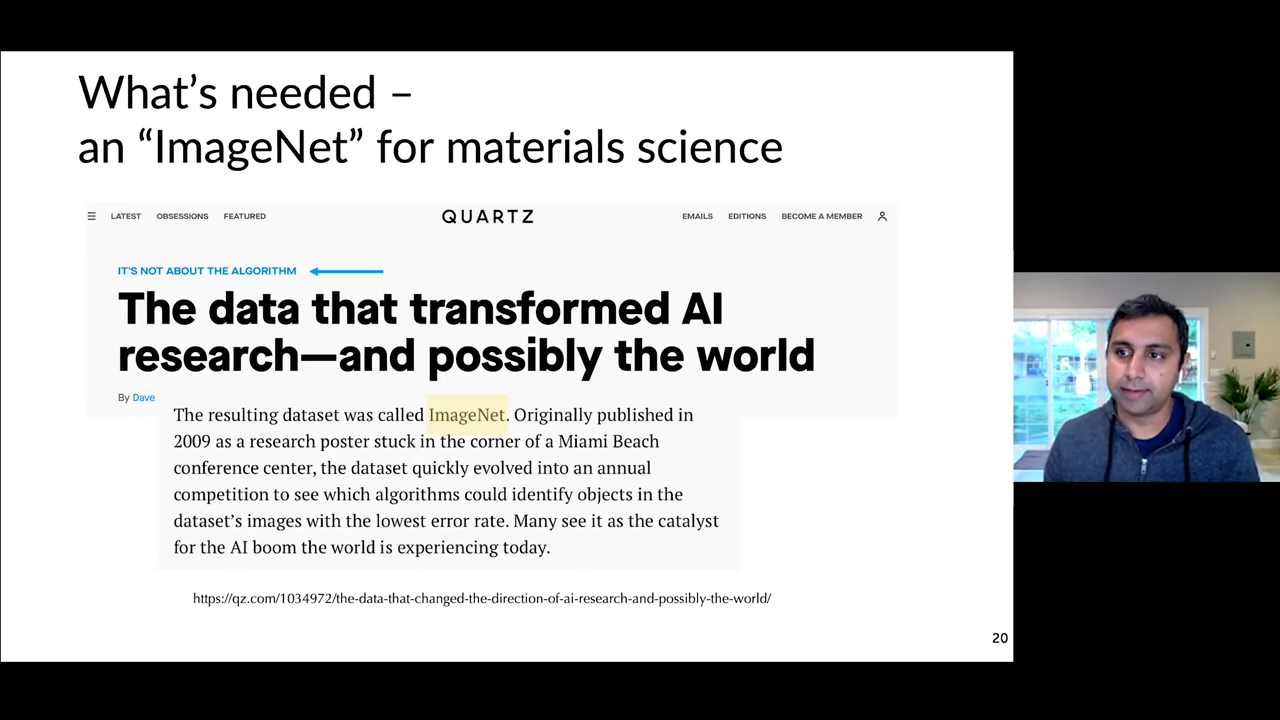 What’s needed –
an “ImageNet” for materials science
LATEST OBSESSIONS FEATURED QUARTZ EMAILS EDITIONS BECOME A MEMBER
IT'S NOT ABOUT THE ALGORITHM
The data that transformed AI
research—and possibly the world
By Dave
The resulting dataset was called ImageNet. Originally published in
2009 as a research poster stuck in the corner of a Miami Beach
conference center, the dataset quickly evolved into an annual
competition to see which algorithms could identify objects in the
dataset’s images with the lowest error rate. Many see it as the catalyst
for the AI boom the world is experiencing today.
https://qz.com/1034972/the-data-that-changed-the-direction-of-ai-research-and-possibly-the-world/
20